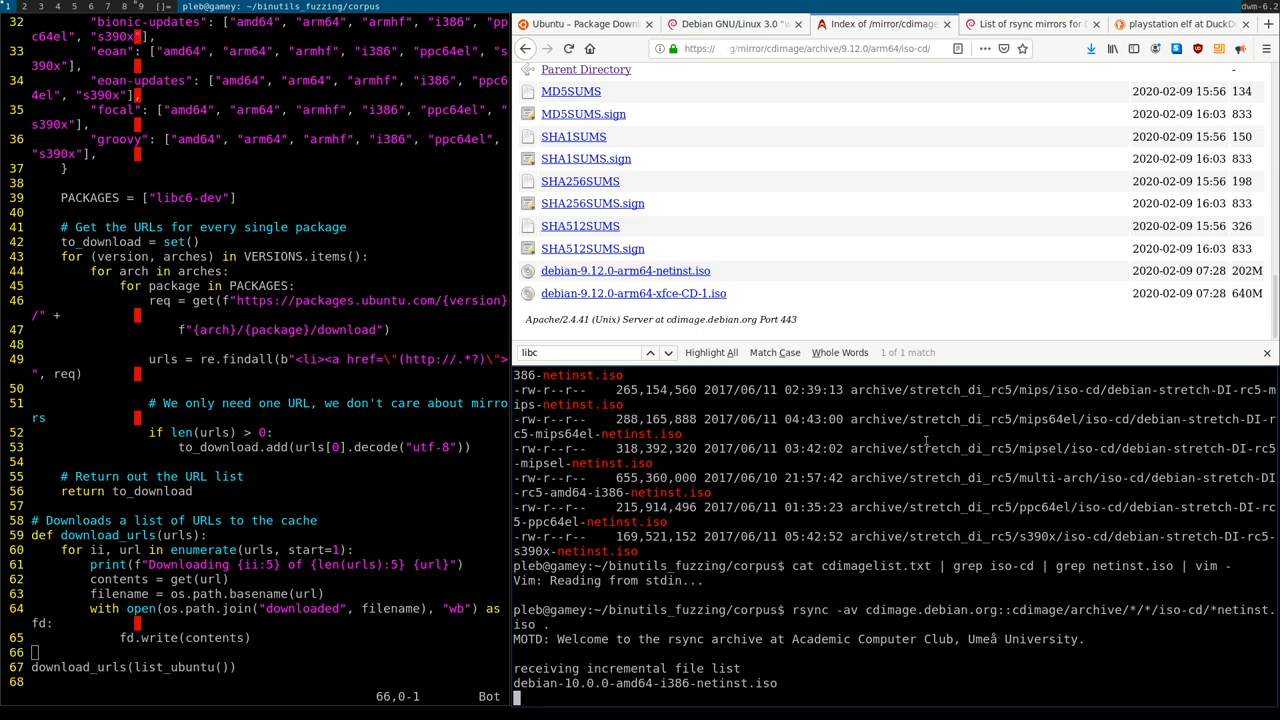 1 2 3 4 5 6 7 8 9 []= pleb@gamey:~/binutils_fuzzing/corpus dwm-6.2
32 "bionic-updates": ["amd64", "arm64", "armhf", "i386", "pp
c64el", "s390x"],
33 "eoan": ["amd64", "arm64", "armhf", "i386", "ppc64el", "s
390x"],
34 "eoan-updates": ["amd64", "arm64", "armhf", "i386", "ppc6
4el", "s390x"],
35 "focal": ["amd64", "arm64", "armhf", "i386", "ppc64el", "
s390x"],
36 "groovy": ["amd64", "arm64", "armhf", "i386", "ppc64el",
"s390x"],
37 }
38
39 PACKAGES = ["libc6-dev"]
40
41 # Get the URLs for every single package
42 to_download = set()
43 for (version, arches) in VERSIONS.items():
44 for arch in arches:
45 for package in PACKAGES:
46 req = get(f"https://packages.ubuntu.com/{version}
/" +
47 f"{arch}/{package}/download")
48
49 urls = re.findall(b"<li><a href=\"(http://.*?)\">
", req)
50
51 # We only need one URL, we don't care about mirro
rs
52 if len(urls) > 0:
53 to_download.add(urls[0].decode("utf-8"))
54
55 # Return out the URL list
56 return to_download
57
58 # Downloads a list of URLs to the cache
59 def download_urls(urls):
60 for ii, url in enumerate(urls, start=1):
61 print(f"Downloading {ii:5} of {len(urls):5} {url}")
62 contents = get(url)
63 filename = os.path.basename(url)
64 with open(os.path.join("downloaded", filename), "wb") as
fd:
65 fd.write(contents)
66
67 download_urls(list_ubuntu())
68
66,0-1 Bot
Ubuntu – Package Down Debian GNU/Linux 3.0 "w Index of /mirror/cdimage List of rsync mirrors for D playstation elf at DuckD
https:// g/mirror/cdimage/archive/9.12.0/arm64/iso-cd/
Parent Directory -
MD5SUMS 2020-02-09 15:56 134
MD5SUMS.sign 2020-02-09 16:03 833
SHA1SUMS 2020-02-09 15:56 150
SHA1SUMS.sign 2020-02-09 16:03 833
SHA256SUMS 2020-02-09 15:56 198
SHA256SUMS.sign 2020-02-09 16:03 833
SHA512SUMS 2020-02-09 15:56 326
SHA512SUMS.sign 2020-02-09 16:03 833
debian-9.12.0-arm64-netinst.iso 2020-02-09 07:28 202M
debian-9.12.0-arm64-xfce-CD-1.iso 2020-02-09 07:28 640M
Apache/2.4.41 (Unix) Server at cdimage.debian.org Port 443
libc Highlight All Match Case Whole Words 1 of 1 match
386-netinst.iso
-rw-r--r-- 265,154,560 2017/06/11 02:39:13 archive/stretch_di_rc5/mips/iso-cd/debian-stretch-DI-rc5-m
ips-netinst.iso
-rw-r--r-- 288,165,888 2017/06/11 04:43:00 archive/stretch_di_rc5/mips64el/iso-cd/debian-stretch-DI-r
c5-mips64el-netinst.iso
-rw-r--r-- 318,392,320 2017/06/11 03:42:02 archive/stretch_di_rc5/mipsel/iso-cd/debian-stretch-DI-rc5
-mipsel-netinst.iso
-rw-r--r-- 655,360,000 2017/06/10 21:57:42 archive/stretch_di_rc5/multi-arch/iso-cd/debian-stretch-DI
-rc5-amd64-i386-netinst.iso
-rw-r--r-- 215,914,496 2017/06/11 01:35:23 archive/stretch_di_rc5/ppc64el/iso-cd/debian-stretch-DI-rc
5-ppc64el-netinst.iso
-rw-r--r-- 169,521,152 2017/06/11 05:42:52 archive/stretch_di_rc5/s390x/iso-cd/debian-stretch-DI-rc5-
s390x-netinst.iso
pleb@gamey:~/binutils_fuzzing/corpus$ cat cdimagelist.txt | grep iso-cd | grep netinst.iso | vim -
Vim: Reading from stdin...
pleb@gamey:~/binutils_fuzzing/corpus$ rsync -av cdimage.debian.org::cdimage/archive/*/*/iso-cd/*netinst.
iso .
MOTD: Welcome to the rsync archive at Academic Computer Club, Umeå University.
receiving incremental file list
debian-10.0.0-amd64-i386-netinst.iso